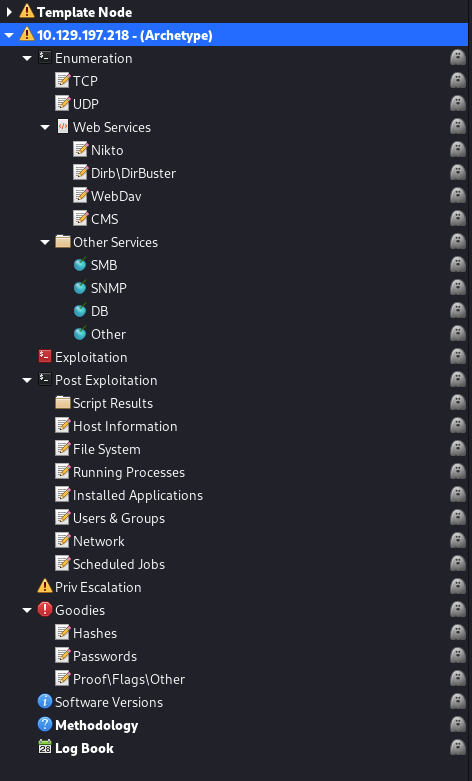 Template Node
10.129.197.218 - (Archetype)
Enumeration
TCP
UDP
Web Services
Nikto
Dirb\DirBuster
WebDav
CMS
Other Services
SMB
SNMP
DB
Other
Exploitation
Post Exploitation
Script Results
Host Information
File System
Running Processes
Installed Applications
Users & Groups
Network
Scheduled Jobs
Priv Escalation
Goodies
Hashes
Passwords
Proof\Flags\Other
Software Versions
Methodology
28 Log Book